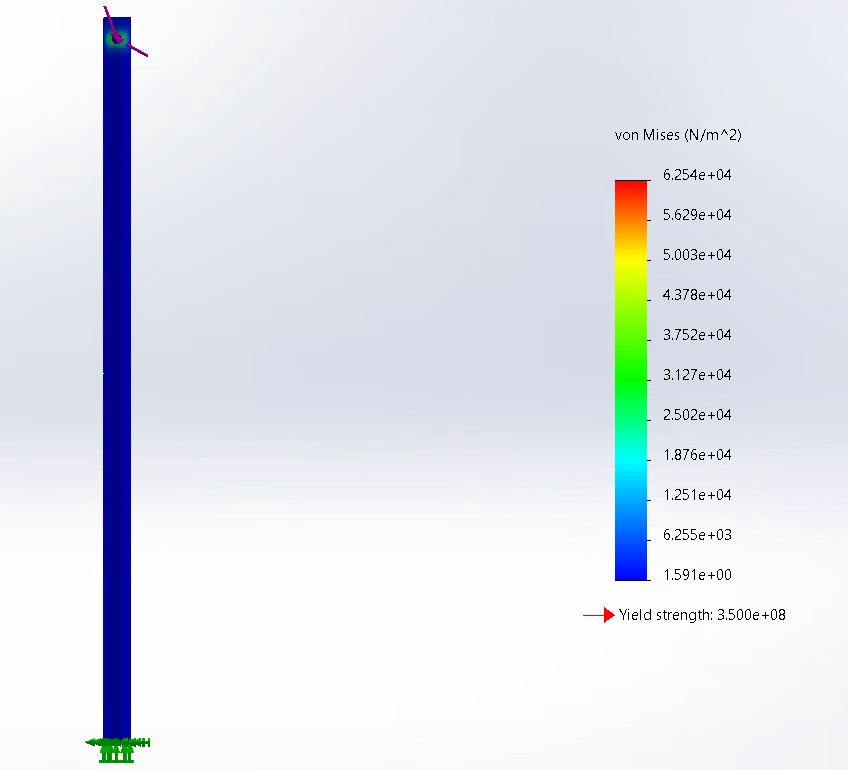 von Mises (N/m^2)
6.254e+04
5.629e+04
5.003e+04
4.378e+04
3.752e+04
3.127e+04
2.502e+04
1.876e+04
1.251e+04
6.255e+03
1.591e+00
Yield strength: 3.500e+08